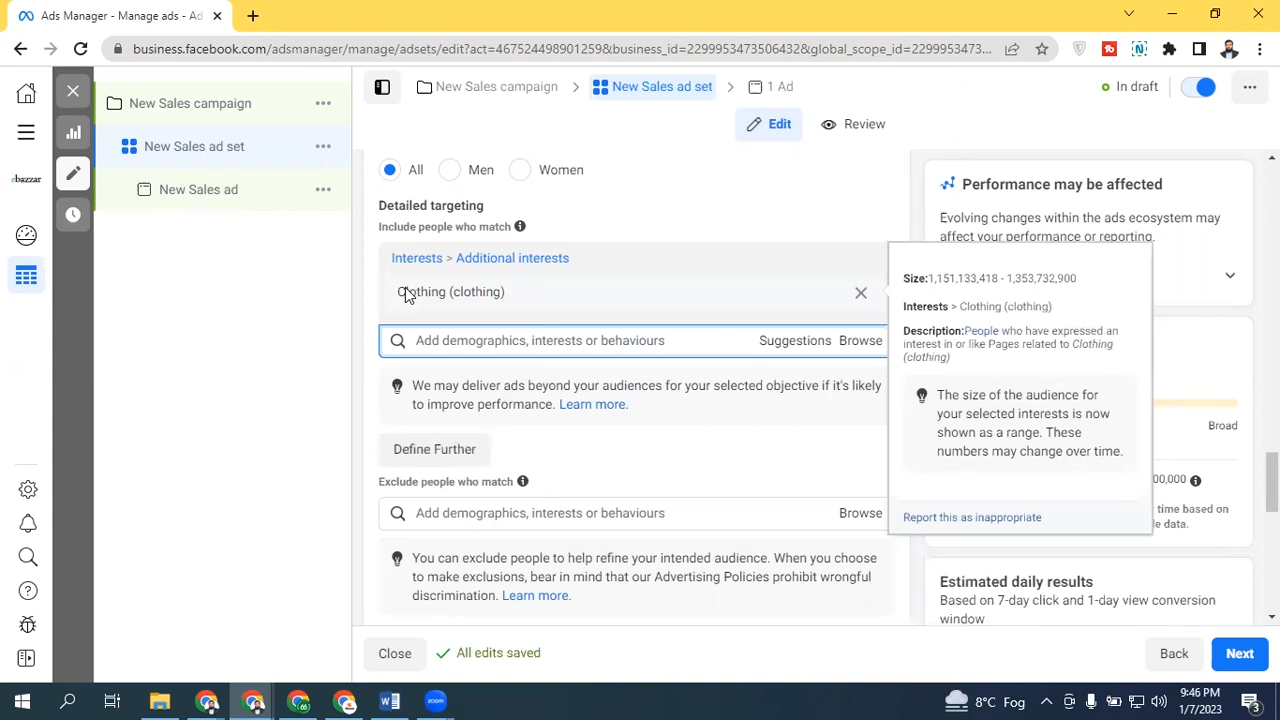 Ads Manager - Manage ads - Ad
business.facebook.com/adsmanager/manage/adsets/edit?act=467524498901259&business_id=2299953473506432&global_scope_id=2299953473...
New Sales campaign
New Sales ad set
New Sales ad
ebazzar
New Sales campaign > New Sales ad set > 1 Ad
In draft
Edit
Review
All
Men
Women
Detailed targeting
Include people who match
Interests > Additional interests
Clothing (clothing)
Add demographics, interests or behaviours
Suggestions
Browse
We may deliver ads beyond your audiences for your selected objective if it's likely
to improve performance. Learn more.
Define Further
Exclude people who match
Add demographics, interests or behaviours
Browse
You can exclude people to help refine your intended audience. When you choose
to make exclusions, bear in mind that our Advertising Policies prohibit wrongful
discrimination. Learn more.
Performance may be affected
Evolving changes within the ads ecosystem may
affect your performance or reporting.
Size:1,151,133,418 - 1,353,732,900
Interests > Clothing (clothing)
Description:People who have expressed an
interest in or like Pages related to Clothing
(clothing)
The size of the audience for
your selected interests is now
shown as a range. These
numbers may change over time.
Report this as inappropriate
Broad
00,000
time based on
le data.
Estimated daily results
Based on 7-day click and 1-day view conversion
window
Close
All edits saved
Back
Next
8°C Fog
9:46 PM
1/7/2023
3
zoom